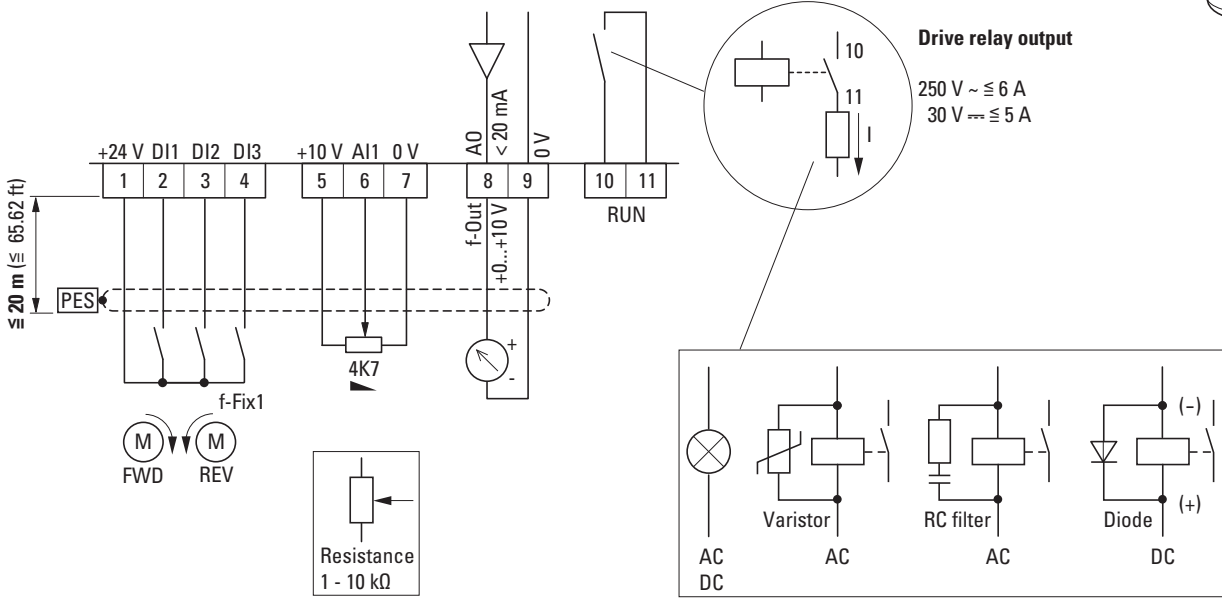 Drive relay output
250 V ~ ≦ 6 A
30 V ⎓ ≦ 5 A
10
11
I
AO
< 20 mA
0 V
+24 V DI1 DI2 DI3
+10 V AI1 0 V
1 2 3 4
5 6 7
8 9
10 11
RUN
f-Out
+0...+10 V
≦ 20 m (≦ 65.62 ft)
PES
+
-
4K7
f-Fix1
M
M
FWD
REV
Resistance
1 - 10 kΩ
(–)
(+)
Varistor
RC filter
Diode
AC
DC
AC
AC
DC